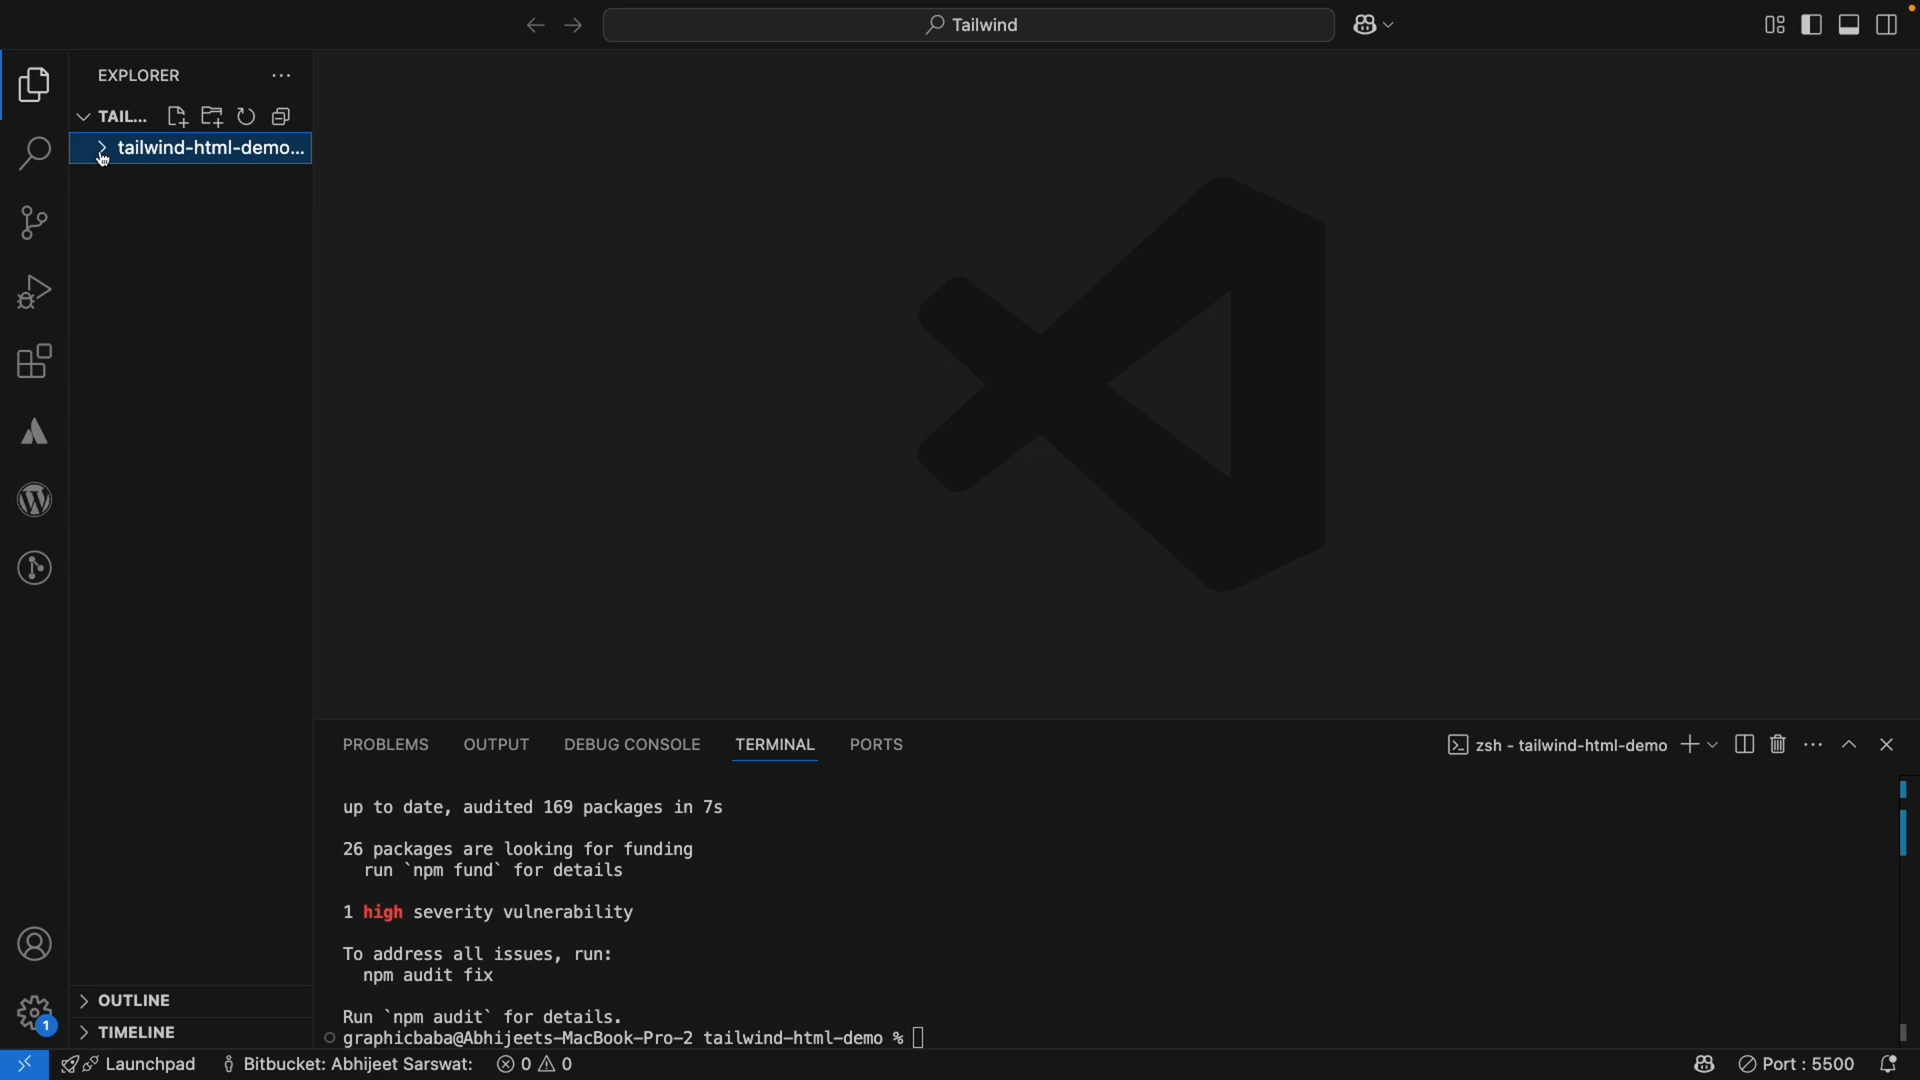 Tailwind
EXPLORER
TAIL...
tailwind-html-demo...
PROBLEMS
OUTPUT
DEBUG CONSOLE
TERMINAL
PORTS
zsh - tailwind-html-demo
up to date, audited 169 packages in 7s
26 packages are looking for funding
run `npm fund` for details
1 high severity vulnerability
To address all issues, run:
npm audit fix
Run `npm audit` for details.
graphicbaba@Abhijeets-MacBook-Pro-2 tailwind-html-demo %
OUTLINE
TIMELINE
1
Launchpad
Bitbucket: Abhijeet Sarswat:
0
0
Port : 5500